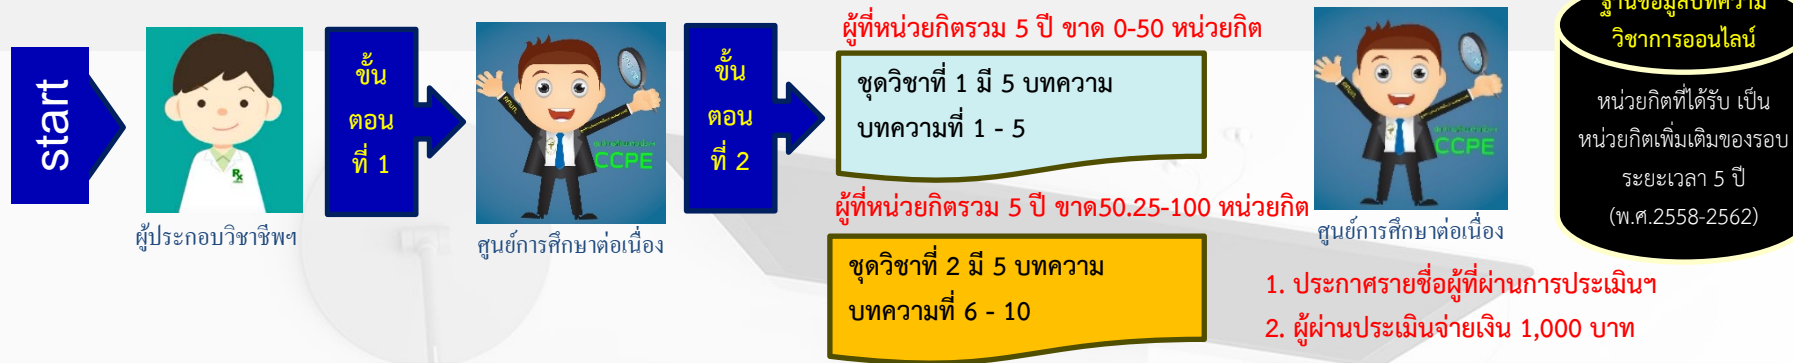 start
ผู้ประกอบวิชาชีพฯ
ขั้น
ตอน
ที่ 1
CCPE
ศูนย์การศึกษาต่อเนื่อง
ขั้น
ตอน
ที่ 2
ผู้ที่หน่วยกิตรวม 5 ปี ขาด 0-50 หน่วยกิต
ชุดวิชาที่ 1 มี 5 บทความ
บทความที่ 1 - 5
ผู้ที่หน่วยกิตรวม 5 ปี ขาด50.25-100 หน่วยกิต
ชุดวิชาที่ 2 มี 5 บทความ
บทความที่ 6 - 10
CCPE
ศูนย์การศึกษาต่อเนื่อง
1. ประกาศรายชื่อผู้ที่ผ่านการประเมินฯ
2. ผู้ผ่านประเมินจ่ายเงิน 1,000 บาท
ฐานข้อมูลบทความ
วิชาการออนไลน์
หน่วยกิตที่ได้รับ เป็น
หน่วยกิตเพิ่มเติมของรอบ
ระยะเวลา 5 ปี
(พ.ศ.2558-2562)